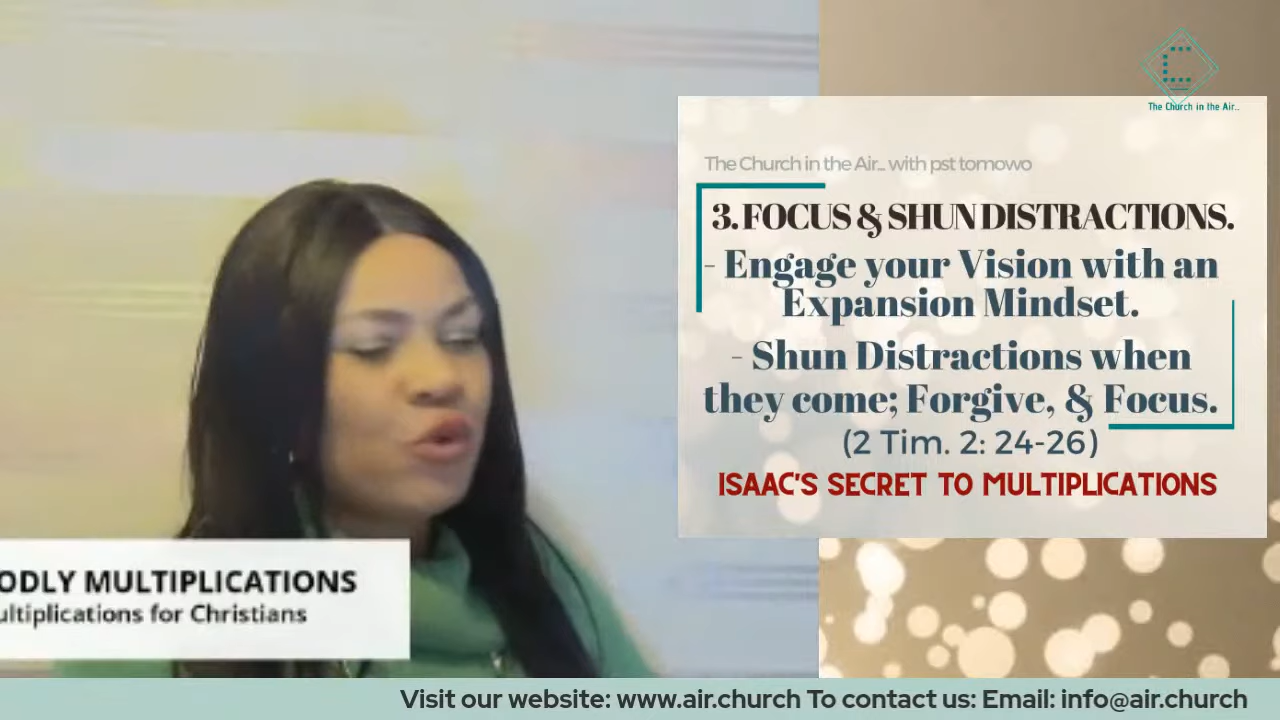 The Church in the Air...
The Church in the Air... with pst tomowo
3. FOCUS & SHUN DISTRACTIONS.
- Engage your Vision with an
Expansion Mindset.
- Shun Distractions when
they come; Forgive, & Focus.
(2 Tim. 2: 24-26)
ISAAC'S SECRET TO MULTIPLICATIONS
ODLY MULTIPLICATIONS
ultiplications for Christians
Visit our website: www.air.church To contact us: Email: info@air.church